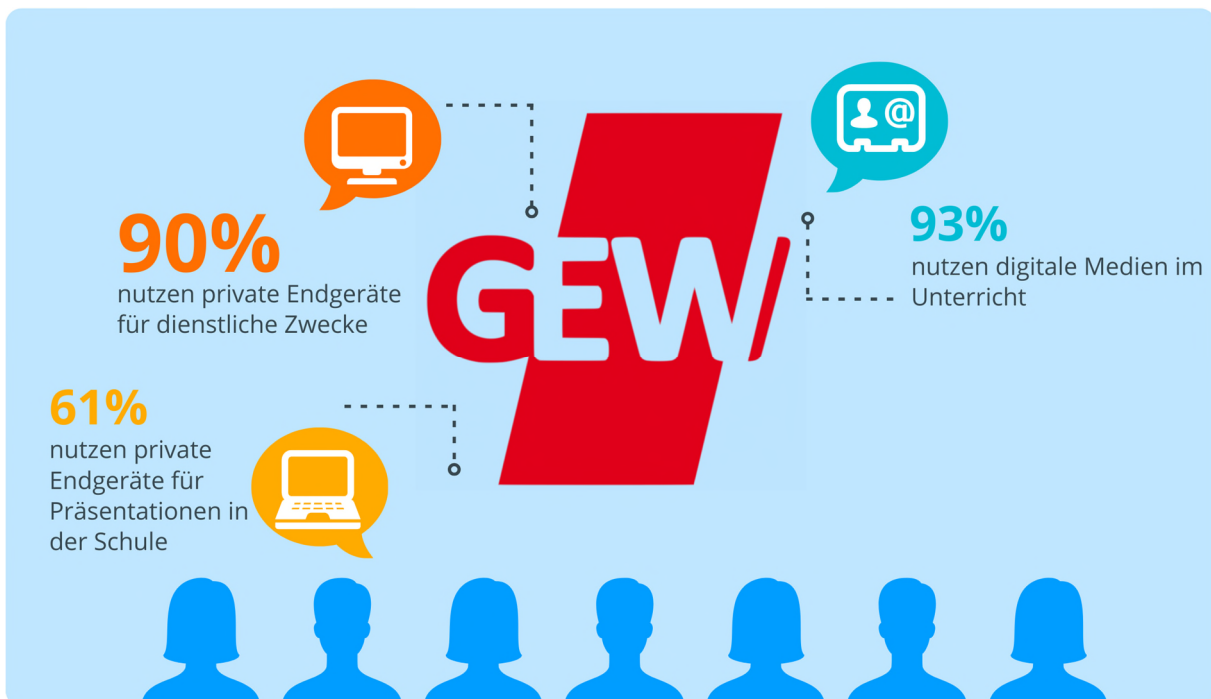 90%
nutzen private Endgeräte
für dienstliche Zwecke
61%
nutzen private
Endgeräte für
Präsentationen in
der Schule
GEW
@
93%
nutzen digitale Medien im
Unterricht